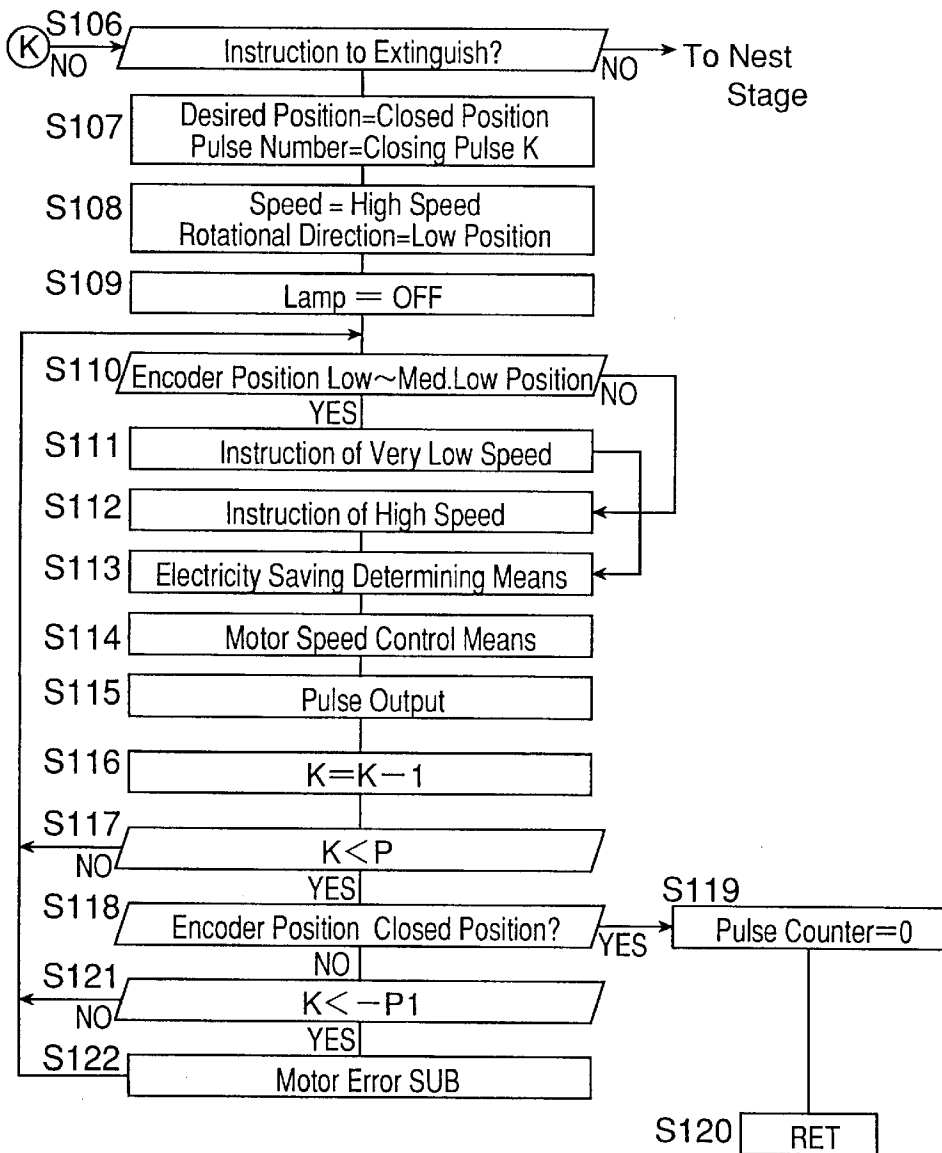 S106
K
NO
Instruction to Extinguish?
NO
To Nest
Stage
S107
Desired Position=Closed Position
Pulse Number=Closing Pulse K
S108
Speed = High Speed
Rotational Direction=Low Position
S109
Lamp = OFF
S110
Encoder Position Low~Med.Low Position
NO
YES
S111
Instruction of Very Low Speed
S112
Instruction of High Speed
S113
Electricity Saving Determining Means
S114
Motor Speed Control Means
S115
Pulse Output
S116
K=K-1
S117
K<P
NO
YES
S118
Encoder Position Closed Position?
YES
S119
Pulse Counter=0
NO
S121
K<-P1
NO
YES
S122
Motor Error SUB
S120
RET